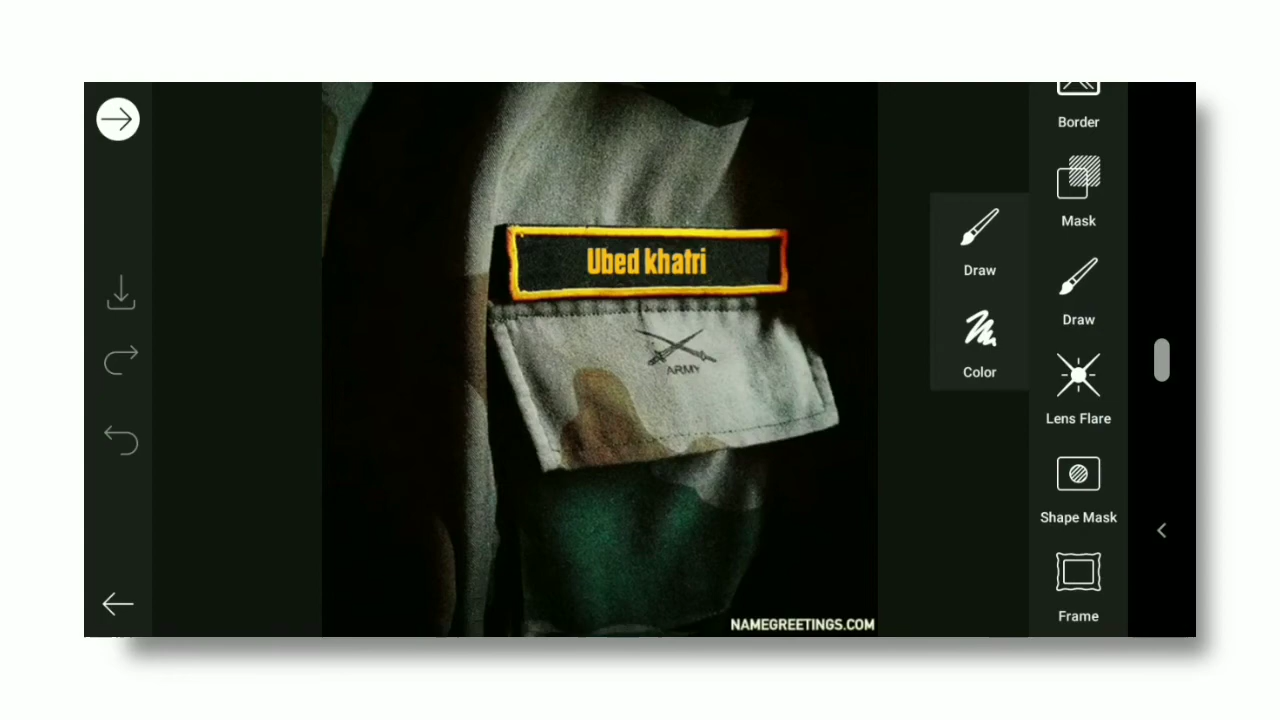 Border
Mask
Draw
Draw
Color
Lens Flare
Shape Mask
Frame
Ubed khatri
ARMY
NAMEGREETINGS.COM